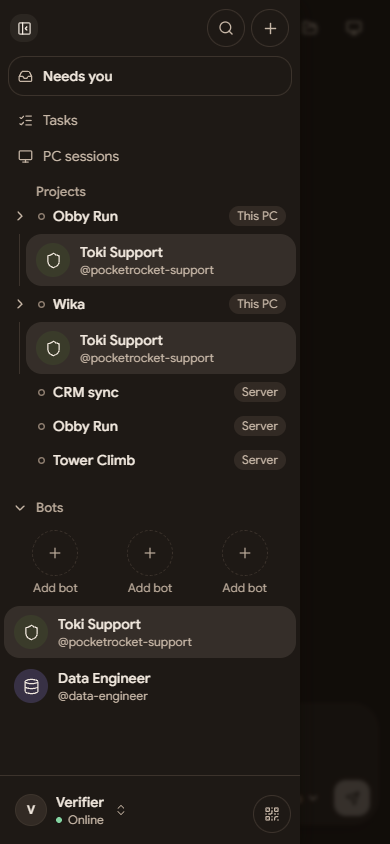 Needs you
Tasks
PC sessions
Projects
Obby Run This PC
Toki Support
@pocketrocket-support
Wika This PC
Toki Support
@pocketrocket-support
CRM sync Server
Obby Run Server
Tower Climb Server
Bots
Add bot Add bot Add bot
Toki Support
@pocketrocket-support
Data Engineer
@data-engineer
V Verifier
Online